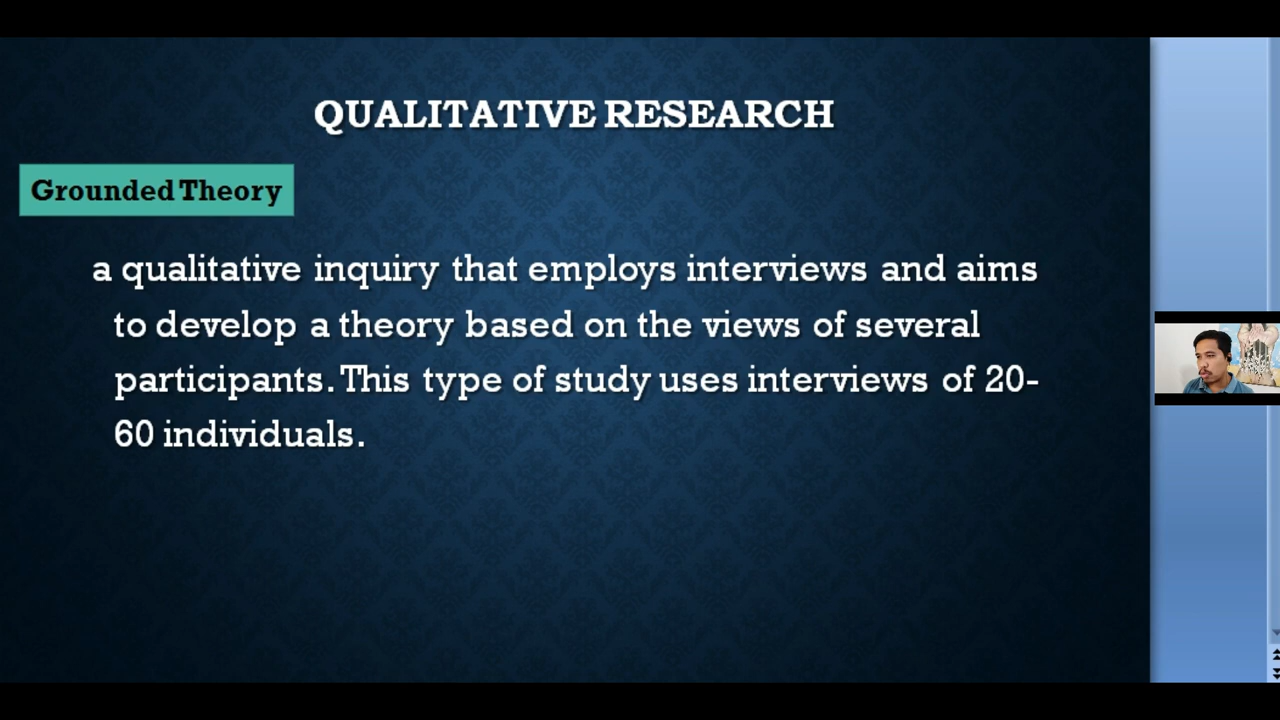 QUALITATIVE RESEARCH
Grounded Theory
a qualitative inquiry that employs interviews and aims
to develop a theory based on the views of several
participants. This type of study uses interviews of 20-
60 individuals.